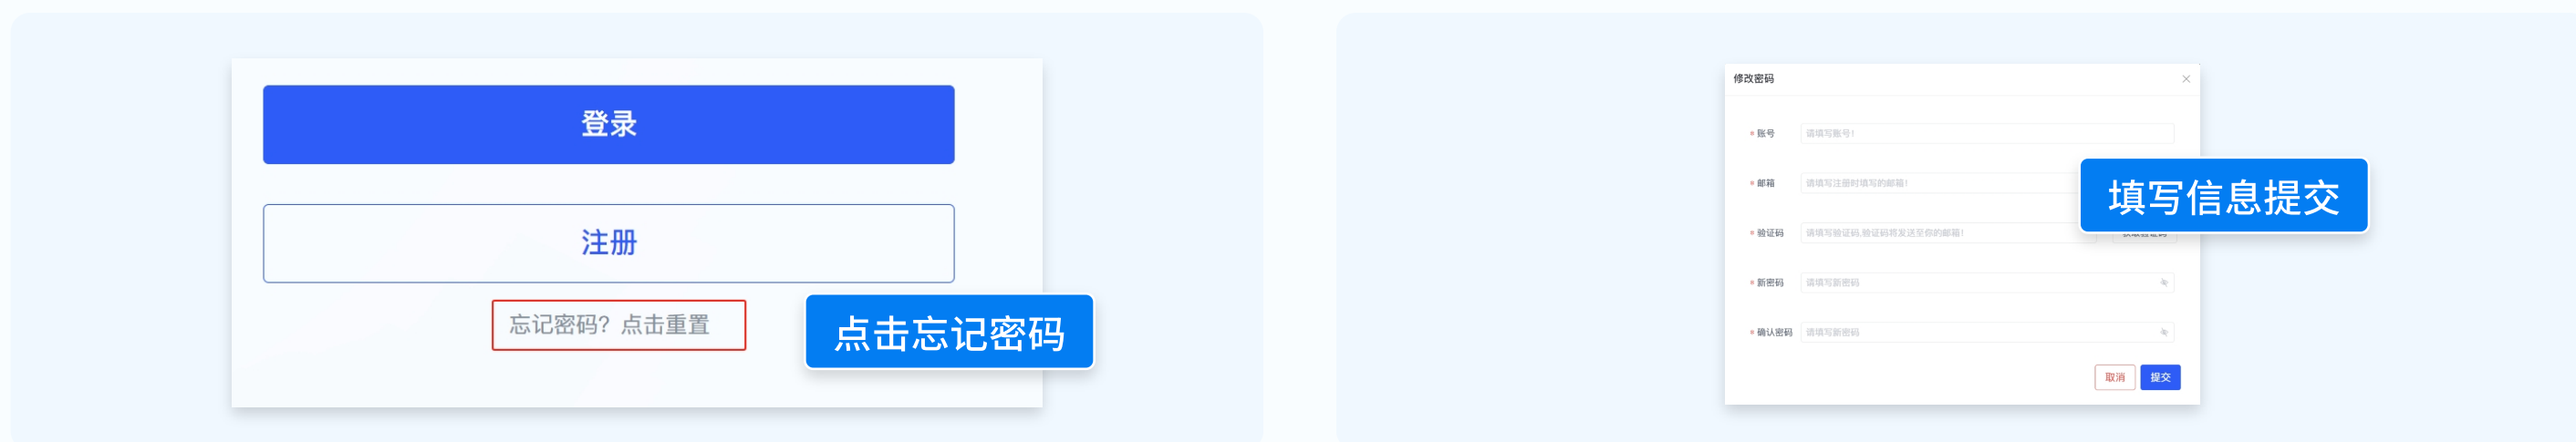 登录
注册
忘记密码? 点击重置
点击忘记密码
修改密码
* 账号 请填写账号!
* 邮箱 请填写注册时填写的邮箱!
填写信息提交
* 验证码 请填写验证码,验证码将发送至你的邮箱!
* 新密码 请填写新密码
* 确认密码 请填写新密码
取消 提交